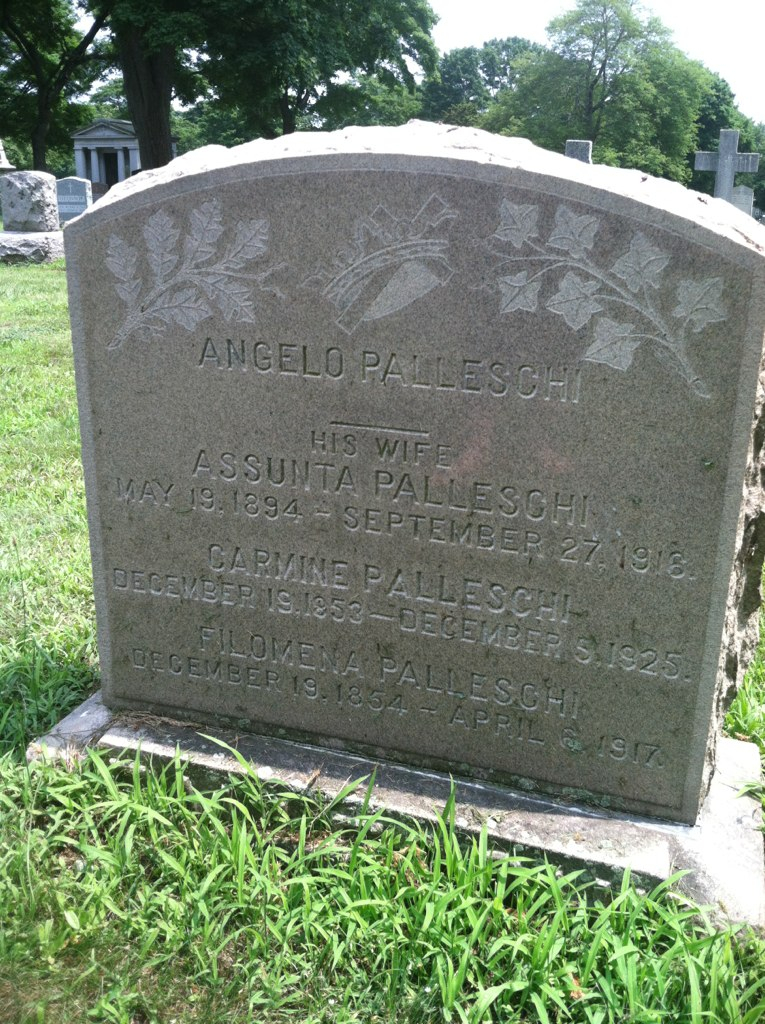 ANGELO PALLESCHI
HIS WIFE
ASSUNTA PALLESCHI
MAY 19, 1894 - SEPTEMBER 27, 1918.
CARMINE PALLESCHI
DECEMBER 19, 1853 — DECEMBER 5, 1925.
FILOMENA PALLESCHI
DECEMBER 19, 1854 - APRIL 6, 1917.